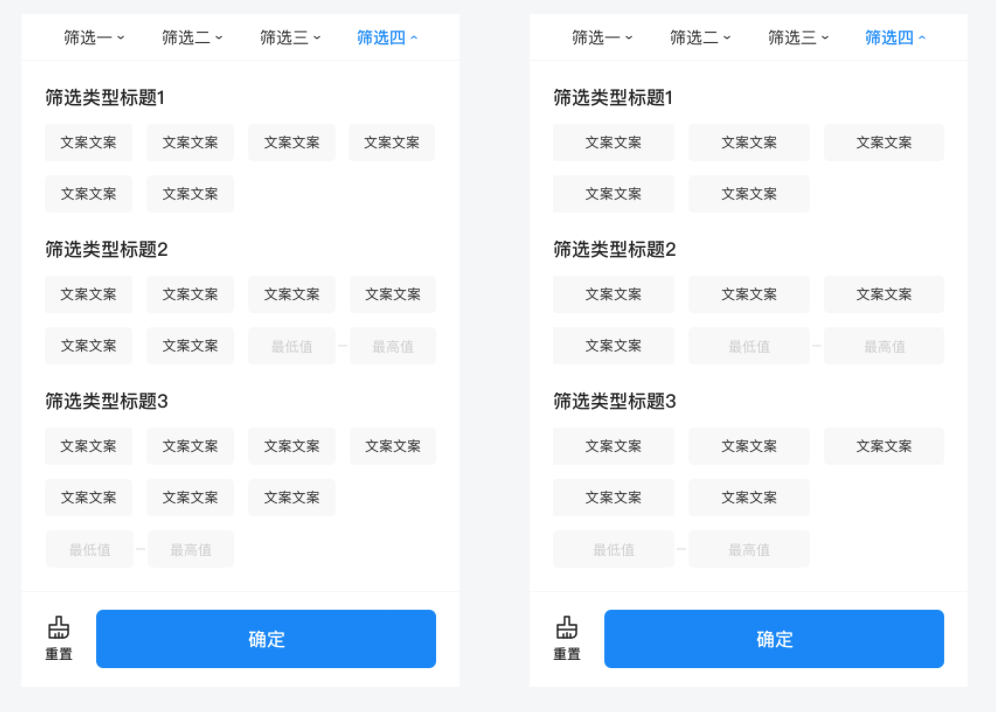 筛选一 筛选二 筛选三 筛选四
筛选类型标题1
文案文案 文案文案 文案文案 文案文案
文案文案 文案文案
筛选类型标题2
文案文案 文案文案 文案文案 文案文案
文案文案 文案文案 最低值 – 最高值
筛选类型标题3
文案文案 文案文案 文案文案 文案文案
文案文案 文案文案 文案文案
最低值 – 最高值
重置 确定
筛选一 筛选二 筛选三 筛选四
筛选类型标题1
文案文案 文案文案 文案文案
文案文案 文案文案
筛选类型标题2
文案文案 文案文案 文案文案
文案文案 最低值 – 最高值
筛选类型标题3
文案文案 文案文案 文案文案
文案文案 文案文案
最低值 – 最高值
重置 确定